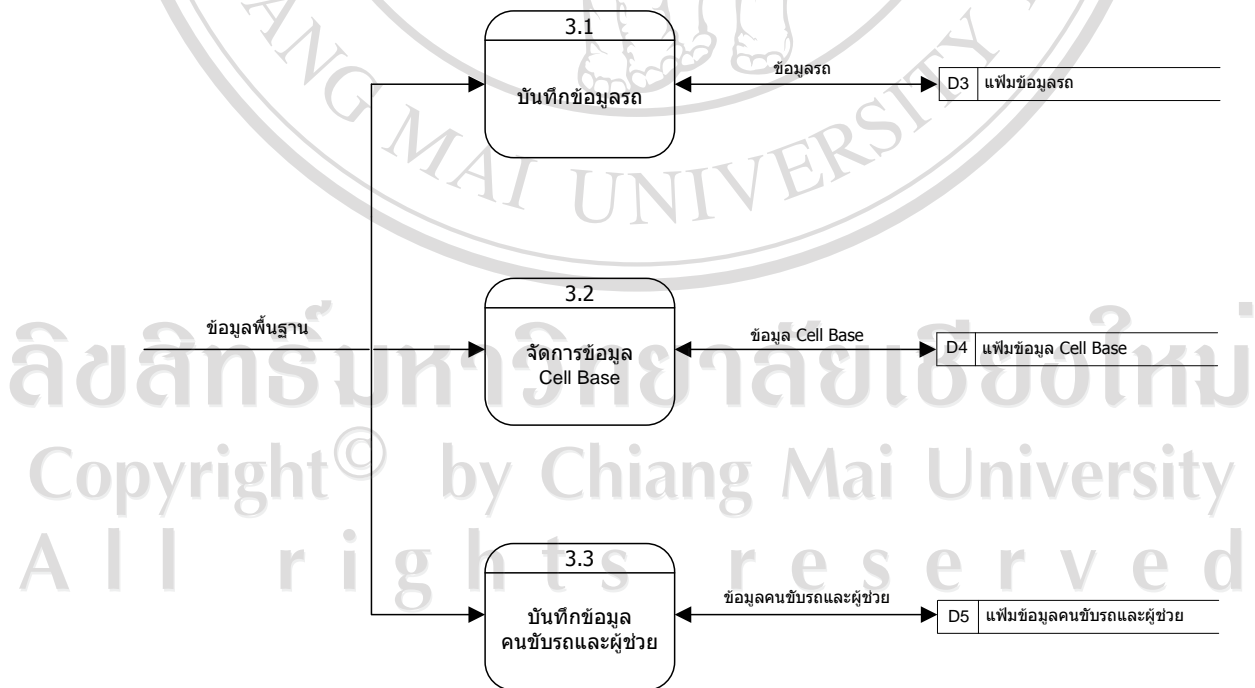 3.1
บันทึกข้อมูลรถ
ข้อมูลรถ
D3 แฟ้มข้อมูลรถ
MAI UNIVERSITY
ข้อมูลพื้นฐาน
3.2
จัดการข้อมูล
Cell Base
ข้อมูล Cell Base
D4 แฟ้มข้อมูล Cell Base
ลิขสิทธิ์มหาวิทยาลัยเชียงใหม่
Copyright© by Chiang Mai University
All rights reserved
3.3
บันทึกข้อมูล
คนขับรถและผู้ช่วย
ข้อมูลคนขับรถและผู้ช่วย
D5 แฟ้มข้อมูลคนขับรถและผู้ช่วย